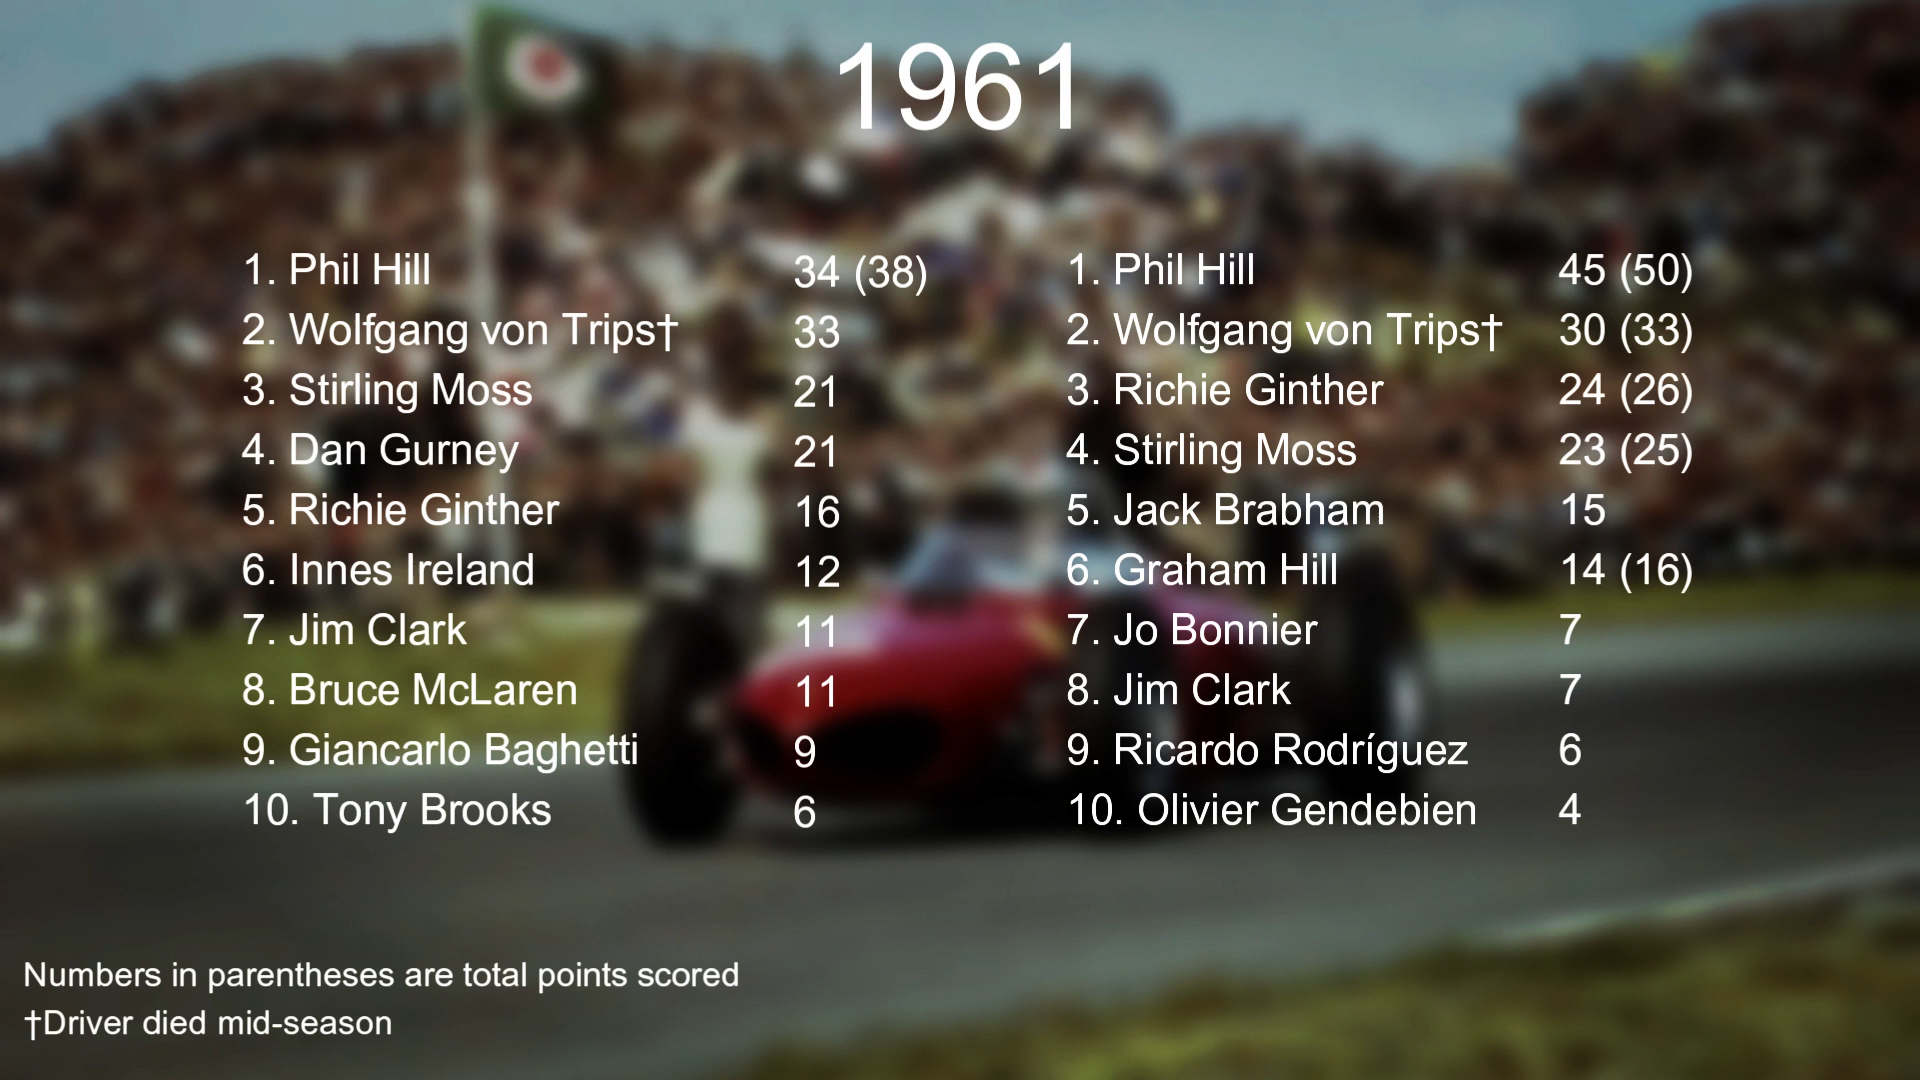 1961
1. Phil Hill 34 (38)
2. Wolfgang von Trips† 33
3. Stirling Moss 21
4. Dan Gurney 21
5. Richie Ginther 16
6. Innes Ireland 12
7. Jim Clark 11
8. Bruce McLaren 11
9. Giancarlo Baghetti 9
10. Tony Brooks 6
1. Phil Hill 45 (50)
2. Wolfgang von Trips† 30 (33)
3. Richie Ginther 24 (26)
4. Stirling Moss 23 (25)
5. Jack Brabham 15
6. Graham Hill 14 (16)
7. Jo Bonnier 7
8. Jim Clark 7
9. Ricardo Rodríguez 6
10. Olivier Gendebien 4
Numbers in parentheses are total points scored
†Driver died mid-season